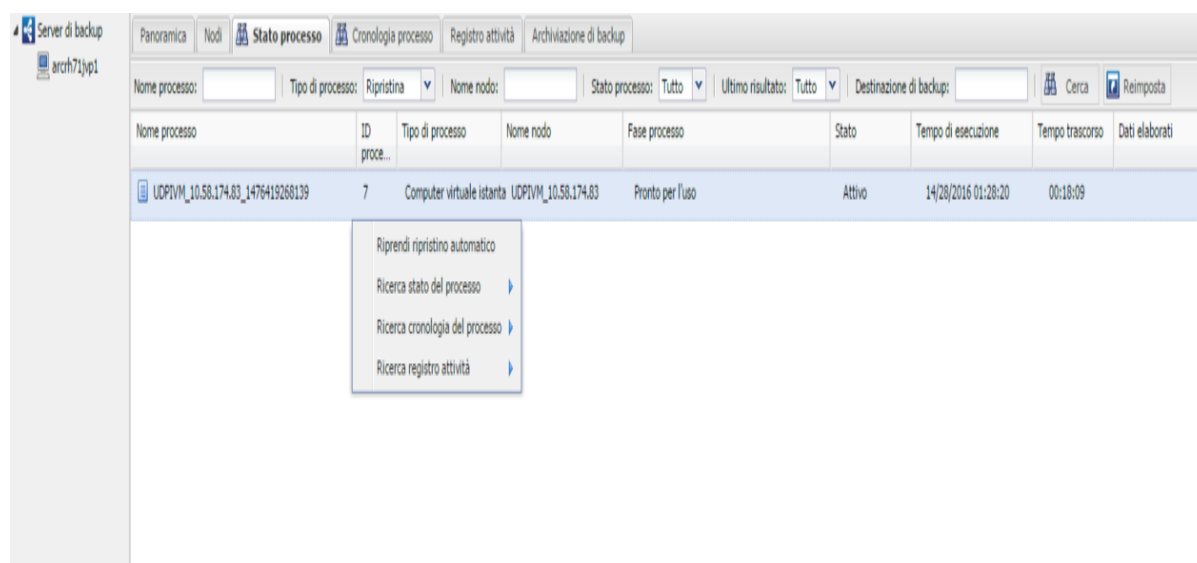 Server di backup
arcrh71jvp1
Panoramica Nodi Stato processo Cronologia processo Registro attività Archiviazione di backup
Nome processo: Tipo di processo: Ripristina Nome nodo: Stato processo: Tutto Ultimo risultato: Tutto Destinazione di backup: Cerca Reimposta
Nome processo ID proce... Tipo di processo Nome nodo Fase processo Stato Tempo di esecuzione Tempo trascorso Dati elaborati
UDPIVM_10.58.174.83_1476419268139 7 Computer virtuale istanta UDPIVM_10.58.174.83 Pronto per l'uso Attivo 14/28/2016 01:28:20 00:18:09
Riprendi ripristino automatico
Ricerca stato del processo
Ricerca cronologia del processo
Ricerca registro attività